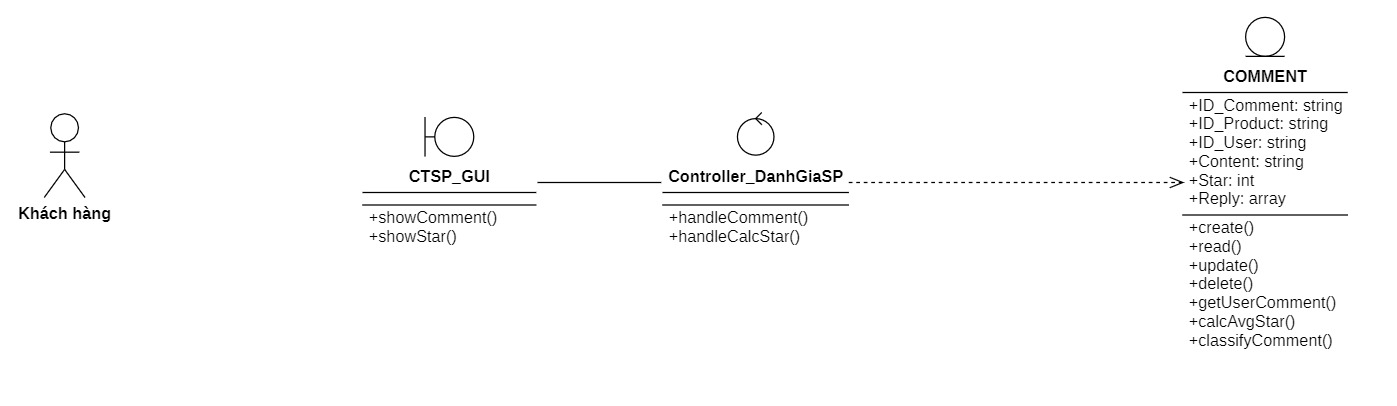 Khách hàng
CTSP_GUI
+showComment()
+showStar()
Controller_DanhGiaSP
+handleComment()
+handleCalcStar()
COMMENT
+ID_Comment: string
+ID_Product: string
+ID_User: string
+Content: string
+Star: int
+Reply: array
+create()
+read()
+update()
+delete()
+getUserComment()
+calcAvgStar()
+classifyComment()